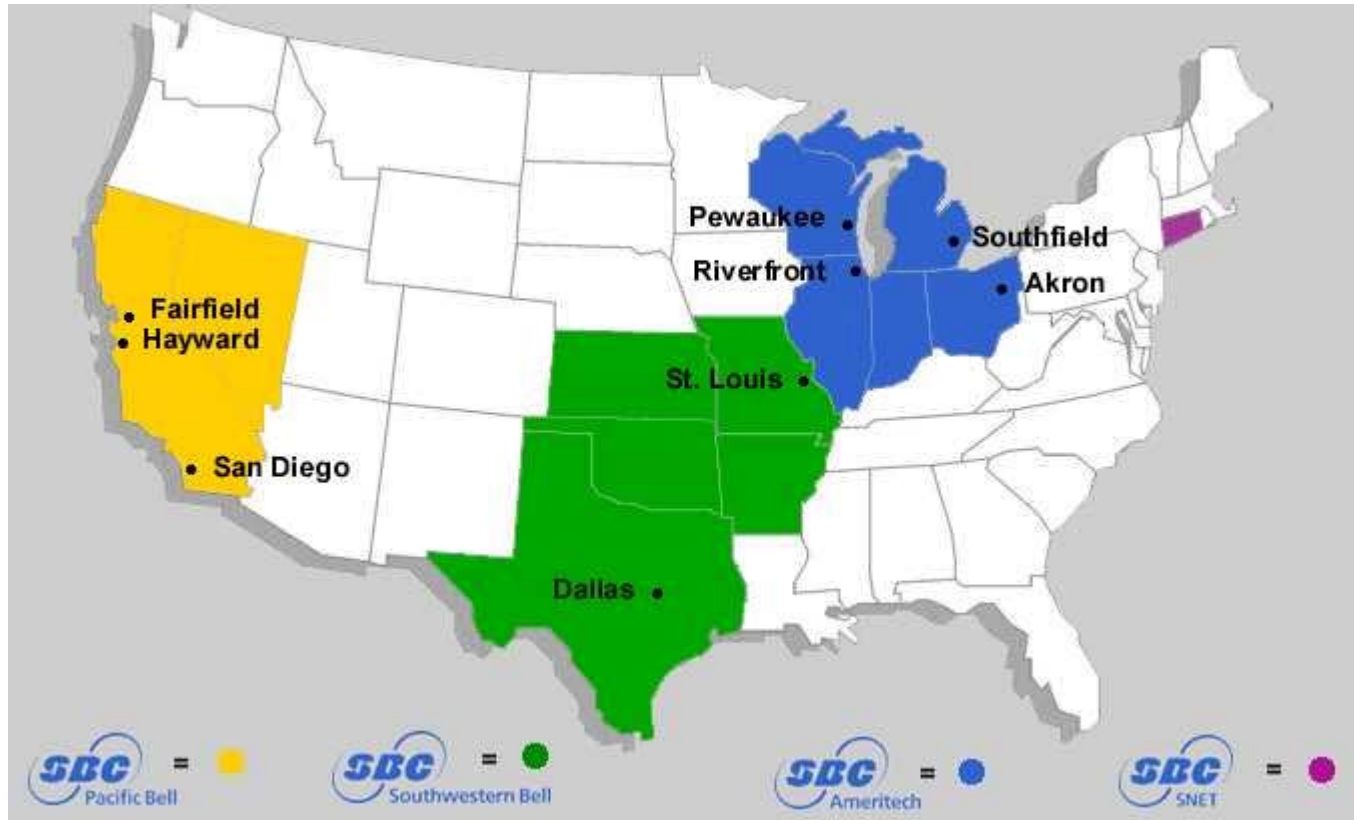 Pewaukee
Southfield
Riverfront
Akron
Fairfield
Hayward
St. Louis
San Diego
Dallas
SBC = 
Pacific Bell
SBC =
Southwestern Bell
SBC =
Ameritech
SBC =
SNET